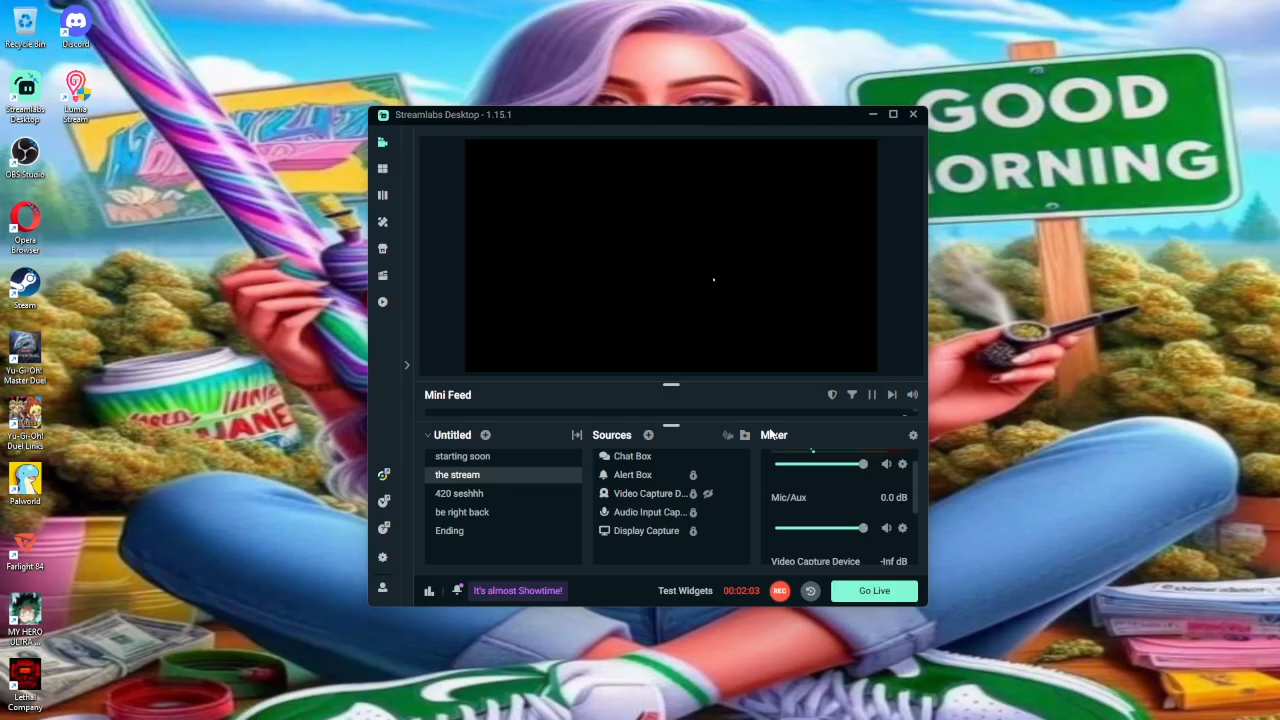 Recycle Bin
Discord
Streamlabs
Desktop
Lumia
Stream
OBS Studio
Opera
Browser
Steam
Yu-Gi-Oh!
Master Duel
Yu-Gi-Oh!
Duel Links
Palworld
Farlight 84
MY HERO
ULTRA ...
Lethal
Company
GOOD
MORNING
Streamlabs Desktop - 1.15.1
Mini Feed
Untitled
starting soon
the stream
420 seshhh
be right back
Ending
Sources
Chat Box
Alert Box
Video Capture D...
Audio Input Cap...
Display Capture
Mixer
Mic/Aux 0.0 dB
Video Capture Device -Inf dB
It's almost Showtime!
Test Widgets 00:02:03 REC Go Live